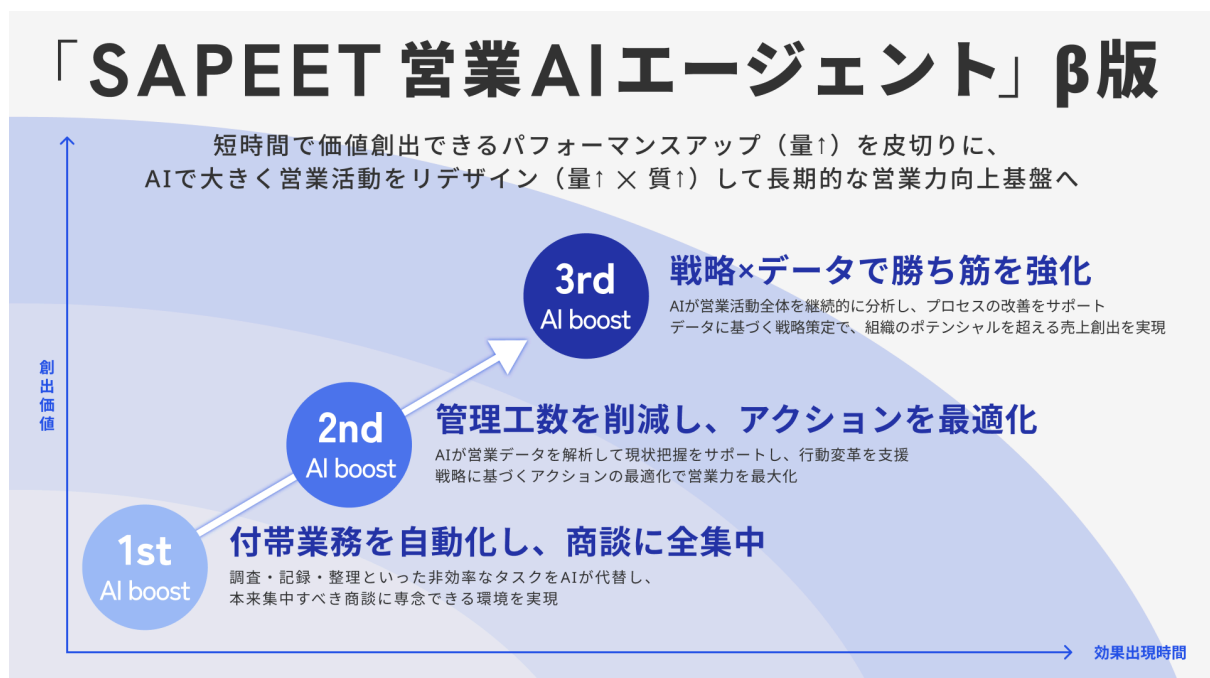 「SAPEET 営業AIエージェント」β版
短時間で価値創出できるパフォーマンスアップ（量↑）を皮切りに、
AIで大きく営業活動をリデザイン（量↑ × 質↑）して長期的な営業力向上基盤へ
3rd
AI boost
戦略×データで勝ち筋を強化
AIが営業活動全体を継続的に分析し、プロセスの改善をサポート
データに基づく戦略策定で、組織のポテンシャルを超える売上創出を実現
創出価値
2nd
AI boost
管理工数を削減し、アクションを最適化
AIが営業データを解析して現状把握をサポートし、行動変革を支援
戦略に基づくアクションの最適化で営業力を最大化
1st
AI boost
付帯業務を自動化し、商談に全集中
調査・記録・整理といった非効率なタスクをAIが代替し、
本来集中すべき商談に専念できる環境を実現
効果出現時間